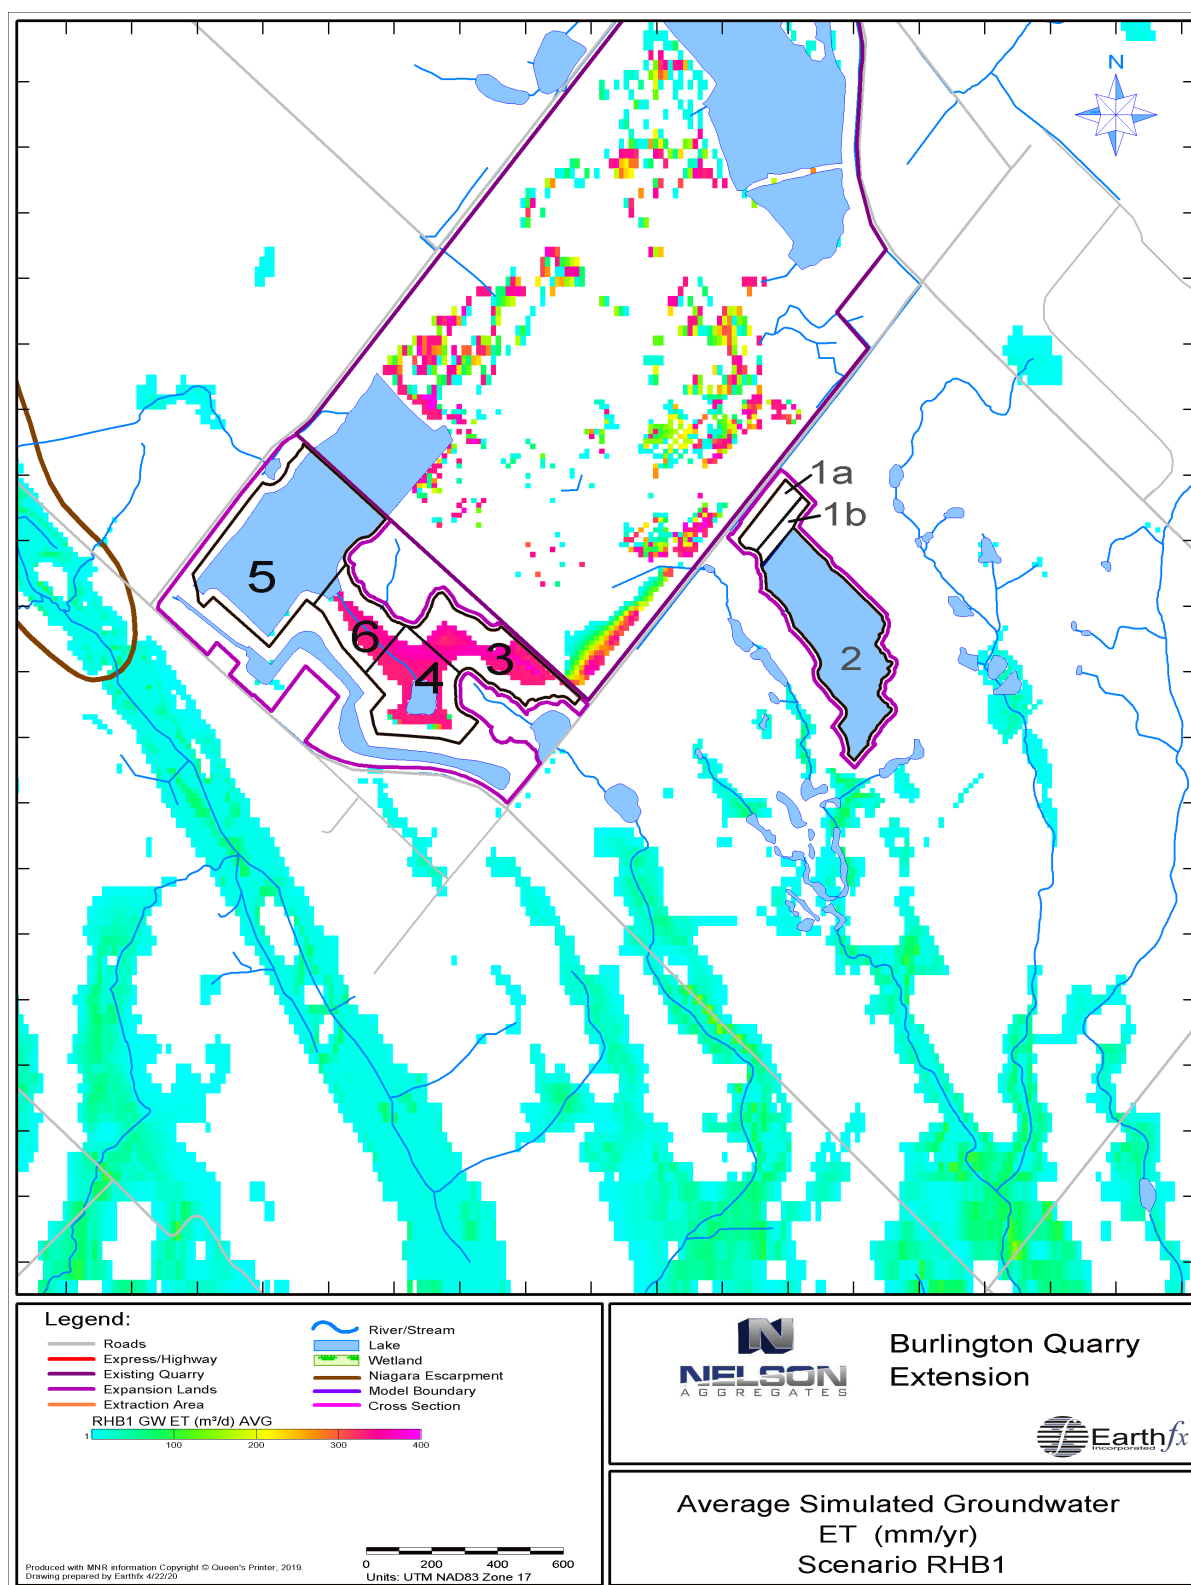 N
1a
1b
5
2
6
3
4
Legend:
Roads
Express/Highway
Existing Quarry
Expansion Lands
Extraction Area
River/Stream
Lake
Wetland
Niagara Escarpment
Model Boundary
Cross Section
RHB1 GW ET (m³/d) AVG
1 100 200 300 400
0 200 400 600
Units: UTM NAD83 Zone 17
Produced with MNR information Copyright © Queen's Printer, 2019.
Drawing prepared by Earthfx 4/22/20
N
NELSON
AGGREGATES
Burlington Quarry
Extension
Earthfx
Incorporated
Average Simulated Groundwater
ET (mm/yr)
Scenario RHB1